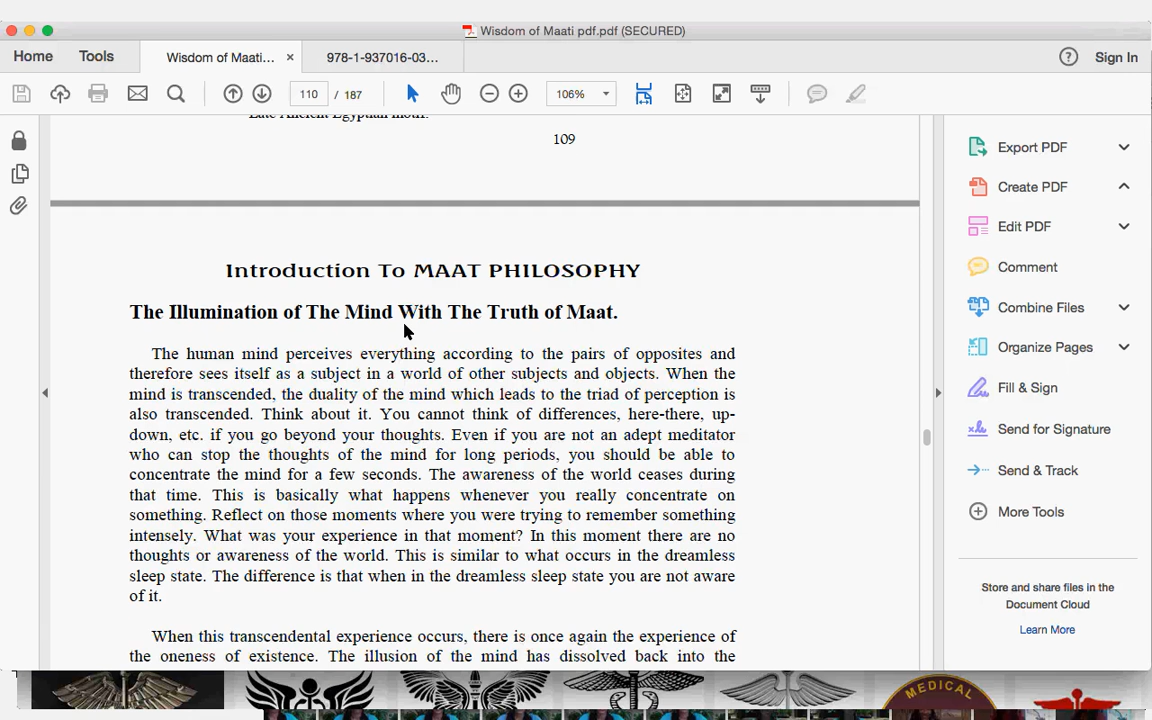 Wisdom of Maati pdf.pdf (SECURED)
Home Tools Wisdom of Maati... × 978-1-937016-03... ? Sign In
110 / 187 106%
Late Ancient Egyptian motif.
109
Introduction To MAAT PHILOSOPHY
The Illumination of The Mind With The Truth of Maat.
The human mind perceives everything according to the pairs of opposites and
therefore sees itself as a subject in a world of other subjects and objects. When the
mind is transcended, the duality of the mind which leads to the triad of perception is
also transcended. Think about it. You cannot think of differences, here-there, up-
down, etc. if you go beyond your thoughts. Even if you are not an adept meditator
who can stop the thoughts of the mind for long periods, you should be able to
concentrate the mind for a few seconds. The awareness of the world ceases during
that time. This is basically what happens whenever you really concentrate on
something. Reflect on those moments where you were trying to remember something
intensely. What was your experience in that moment? In this moment there are no
thoughts or awareness of the world. This is similar to what occurs in the dreamless
sleep state. The difference is that when in the dreamless sleep state you are not aware
of it.
When this transcendental experience occurs, there is once again the experience of
the oneness of existence. The illusion of the mind has dissolved back into the
Export PDF
Create PDF
Edit PDF
Comment
Combine Files
Organize Pages
Fill & Sign
Send for Signature
Send & Track
More Tools
Store and share files in the
Document Cloud
Learn More
MEDICAL